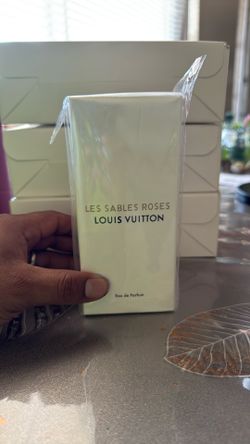 LES SABLES ROSES
LOUIS VUITTON
Eau de Parfum